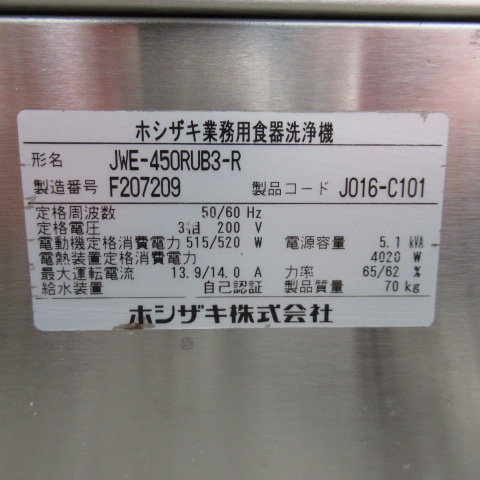 ホシザキ業務用食器洗浄機
形名 JWE-450RUB3-R
製造番号 F207209 製品コード J016-C101
定格周波数 50/60 Hz
定格電圧 3相 200 V
電動機定格消費電力 515/520 W 電源容量 5.1 kVA
電熱装置定格消費電力 4020 W
最大運転電流 13.9/14.0 A 力率 65/62 %
給水装置 自己認証 製品質量 70 kg
ホシザキ株式会社